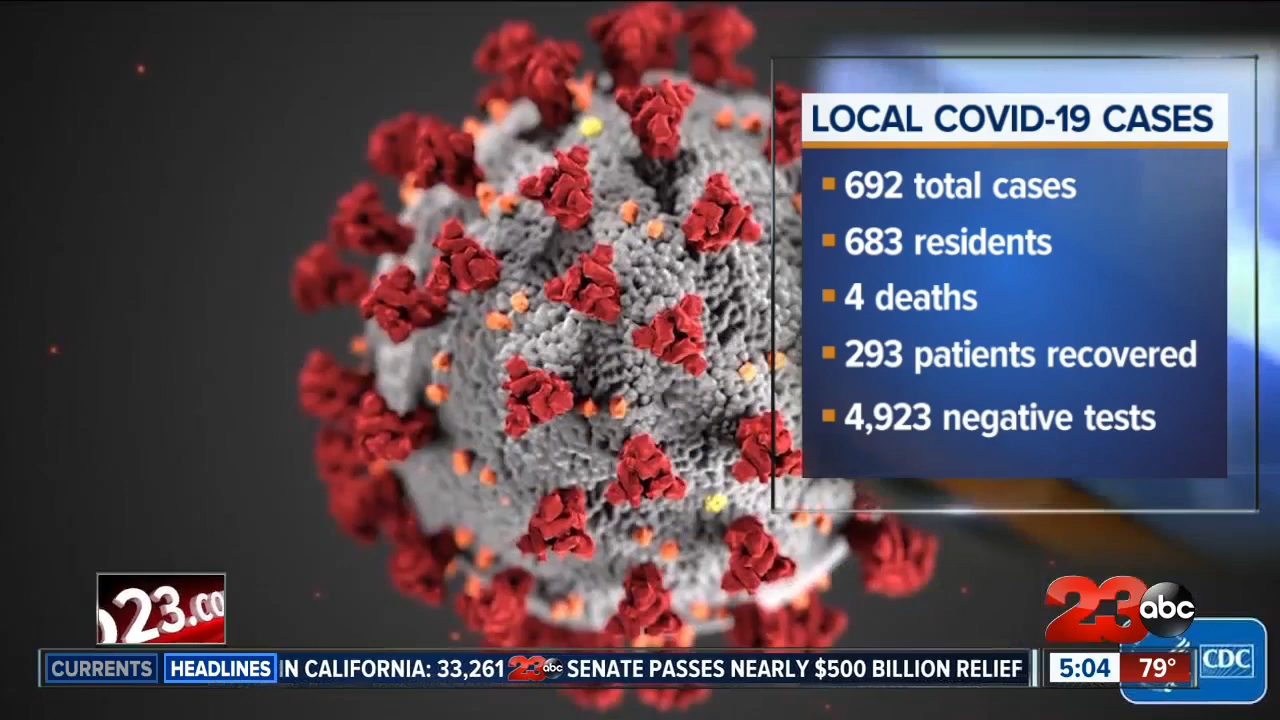 LOCAL COVID-19 CASES
692 total cases
683 residents
4 deaths
293 patients recovered
4,923 negative tests
23.co
23 abc
CURRENTS HEADLINES IN CALIFORNIA: 33,261 23 abc SENATE PASSES NEARLY $500 BILLION RELIEF 5:04 79° CDC